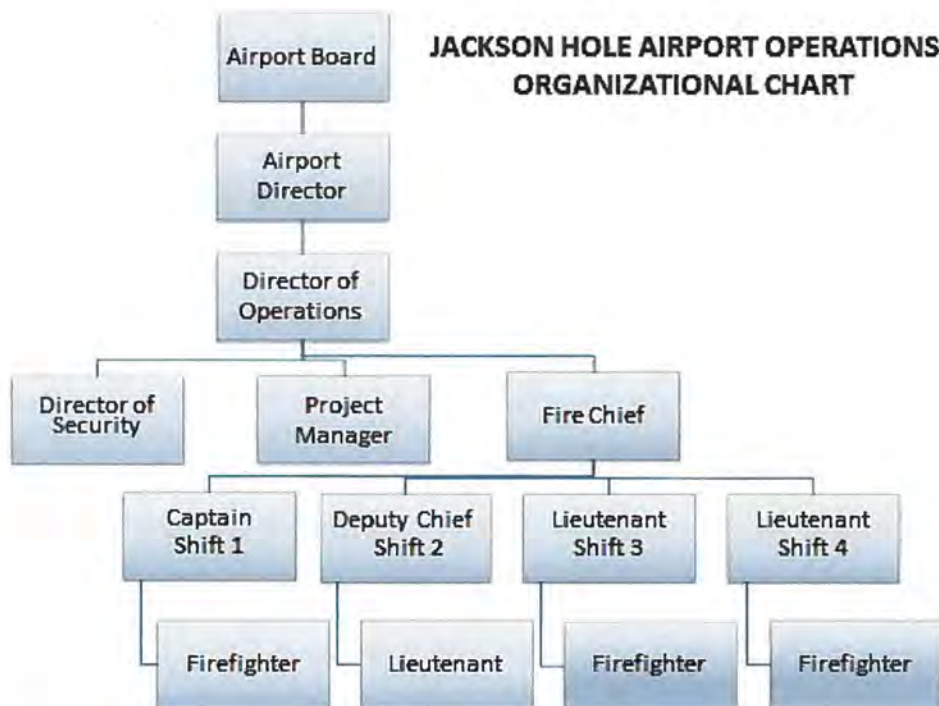 JACKSON HOLE AIRPORT OPERATIONS
ORGANIZATIONAL CHART
Airport Board
Airport
Director
Director of
Operations
Director of
Security
Project
Manager
Fire Chief
Captain
Shift 1
Deputy Chief
Shift 2
Lieutenant
Shift 3
Lieutenant
Shift 4
Firefighter
Lieutenant
Firefighter
Firefighter